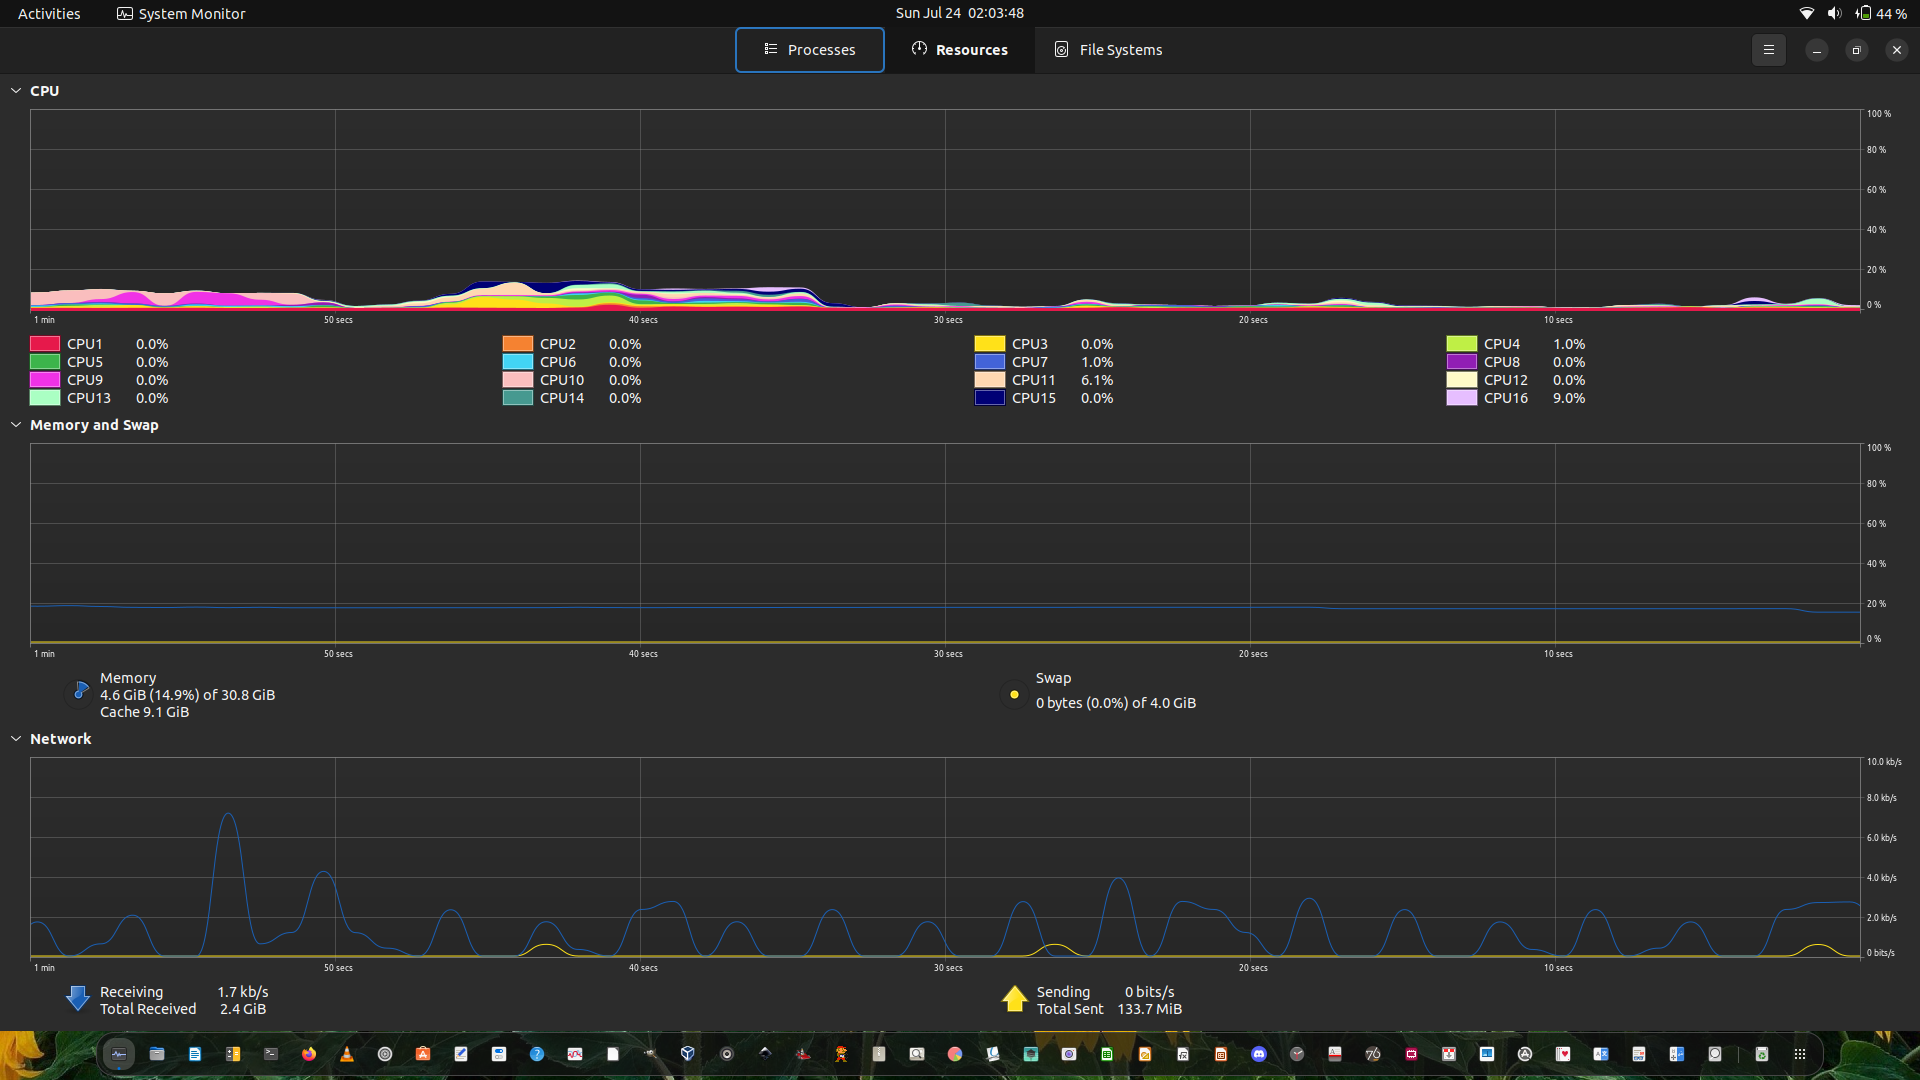 Activities System Monitor Sun Jul 24 02:03:48 44 %
Processes Resources File Systems
CPU
100 %
80 %
60 %
40 %
20 %
0 %
1 min 50 secs 40 secs 30 secs 20 secs 10 secs
CPU1 0.0% CPU2 0.0% CPU3 0.0% CPU4 1.0%
CPU5 0.0% CPU6 0.0% CPU7 1.0% CPU8 0.0%
CPU9 0.0% CPU10 0.0% CPU11 6.1% CPU12 0.0%
CPU13 0.0% CPU14 0.0% CPU15 0.0% CPU16 9.0%
Memory and Swap
100 %
80 %
60 %
40 %
20 %
0 %
1 min 50 secs 40 secs 30 secs 20 secs 10 secs
Memory
4.6 GiB (14.9%) of 30.8 GiB
Cache 9.1 GiB
Swap
0 bytes (0.0%) of 4.0 GiB
Network
10.0 kb/s
8.0 kb/s
6.0 kb/s
4.0 kb/s
2.0 kb/s
0 bits/s
1 min 50 secs 40 secs 30 secs 20 secs 10 secs
Receiving 1.7 kb/s
Total Received 2.4 GiB
Sending 0 bits/s
Total Sent 133.7 MiB
76